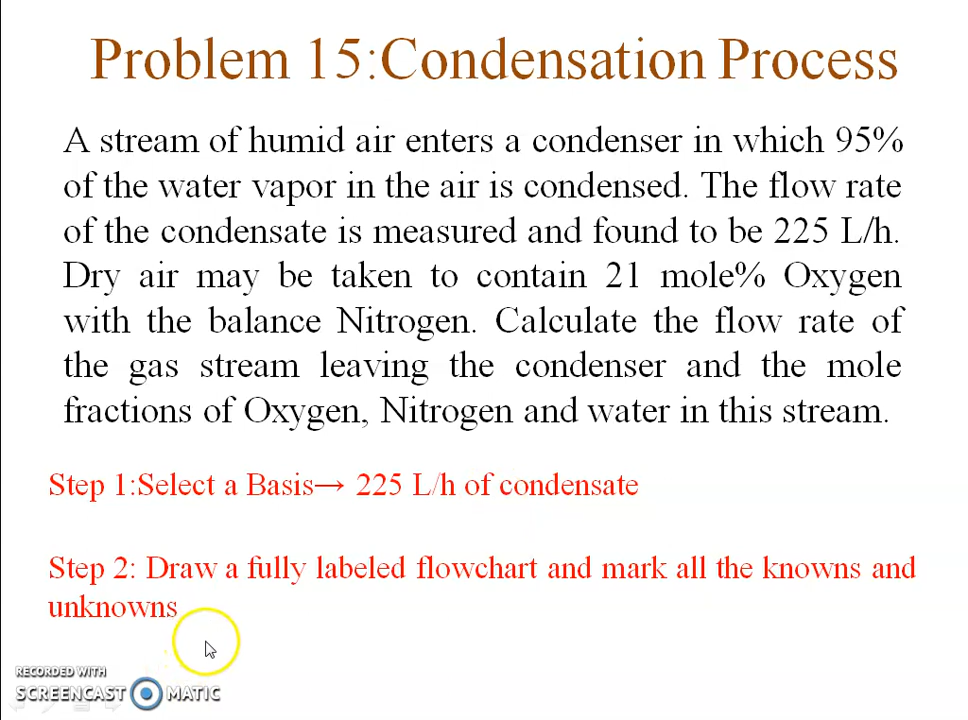 Problem 15:Condensation Process
A stream of humid air enters a condenser in which 95%
of the water vapor in the air is condensed. The flow rate
of the condensate is measured and found to be 225 L/h.
Dry air may be taken to contain 21 mole% Oxygen
with the balance Nitrogen. Calculate the flow rate of
the gas stream leaving the condenser and the mole
fractions of Oxygen, Nitrogen and water in this stream.
Step 1:Select a Basis→ 225 L/h of condensate
Step 2: Draw a fully labeled flowchart and mark all the knowns and
unknowns
RECORDED WITH
SCREENCAST MATIC